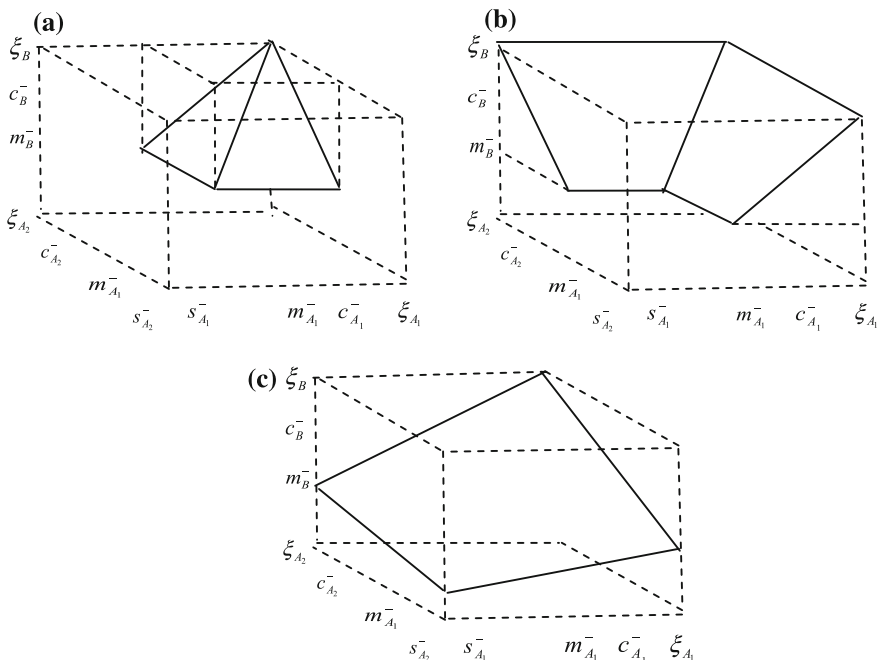 (a)
ξ_B
c_B^-
m_B^-
ξ_{A_2}
c_{A_2}^-
m_{A_1}^-
s_{A_2}^- s_{A_1}^- m_{A_1}^- c_{A_1}^- ξ_{A_1}
(b)
ξ_B
c_B^-
m_B^-
ξ_{A_2}
c_{A_2}^-
m_{A_1}^-
s_{A_2}^- s_{A_1}^- m_{A_1}^- c_{A_1}^- ξ_{A_1}
(c)
ξ_B
c_B^-
m_B^-
ξ_{A_2}
c_{A_2}^-
m_{A_1}^-
s_{A_2}^- s_{A_1}^- m_{A_1}^- c_{A_1}^- ξ_{A_1}